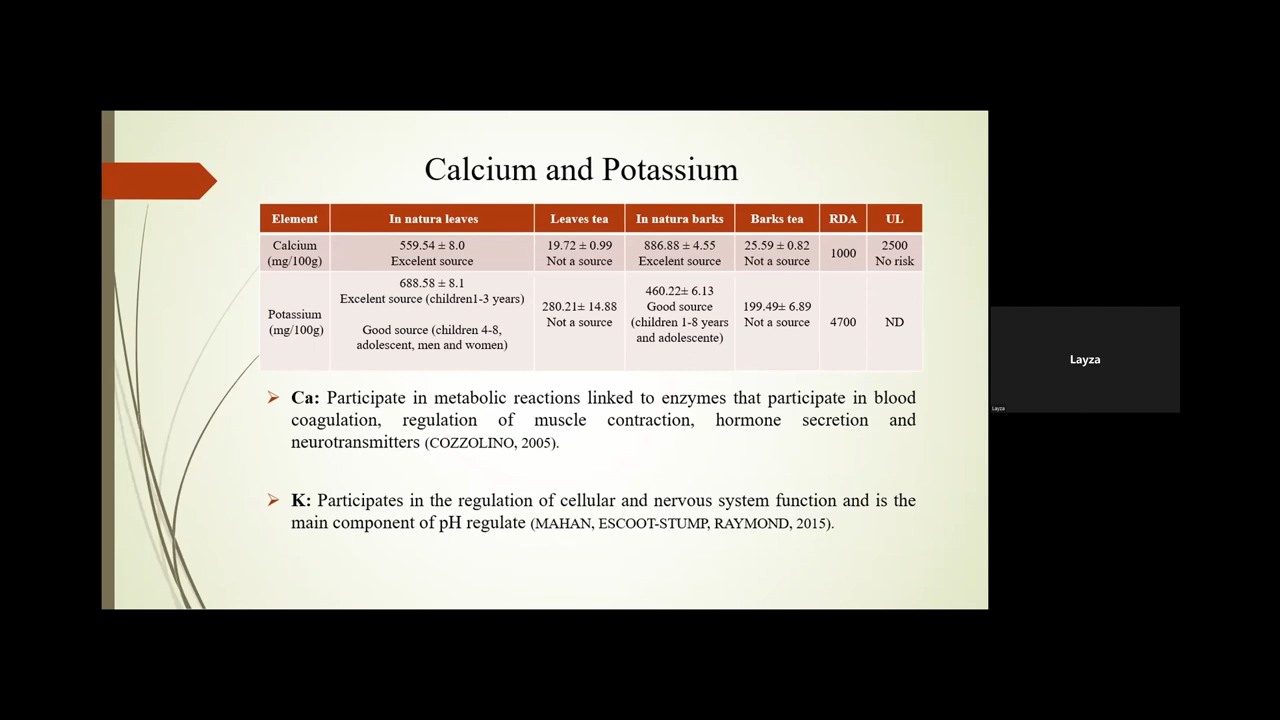 Calcium and Potassium
Element In natura leaves Leaves tea In natura barks Barks tea RDA UL
Calcium (mg/100g) 559.54 ± 8.0 Excelent source 19.72 ± 0.99 Not a source 886.88 ± 4.55 Excelent source 25.59 ± 0.82 Not a source 1000 2500 No risk
Potassium (mg/100g) 688.58 ± 8.1 Excelent source (children1-3 years) Good source (children 4-8, adolescent, men and women) 280.21± 14.88 Not a source 460.22± 6.13 Good source (children 1-8 years and adolescente) 199.49± 6.89 Not a source 4700 ND
Ca: Participate in metabolic reactions linked to enzymes that participate in blood
coagulation, regulation of muscle contraction, hormone secretion and
neurotransmitters (COZZOLINO, 2005).
K: Participates in the regulation of cellular and nervous system function and is the
main component of pH regulate (MAHAN, ESCOOT-STUMP, RAYMOND, 2015).
Layza
Layza